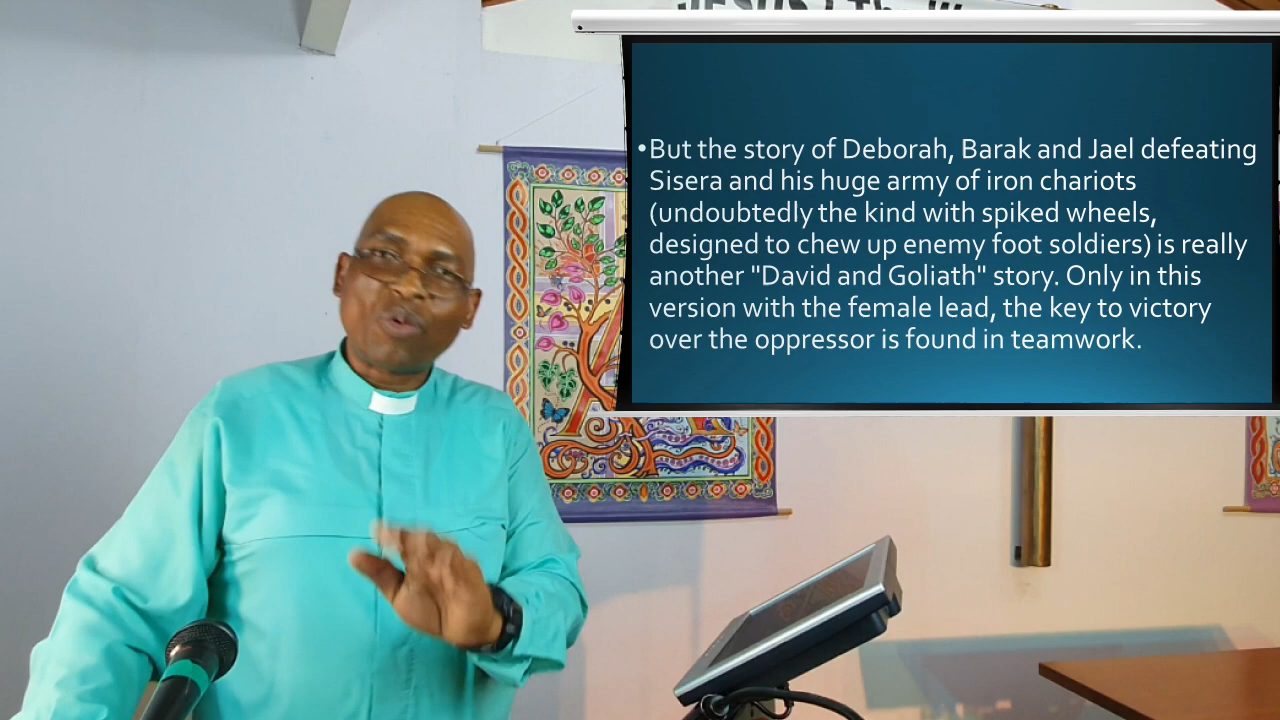 •But the story of Deborah, Barak and Jael defeating
Sisera and his huge army of iron chariots
(undoubtedly the kind with spiked wheels,
designed to chew up enemy foot soldiers) is really
another "David and Goliath" story. Only in this
version with the female lead, the key to victory
over the oppressor is found in teamwork.